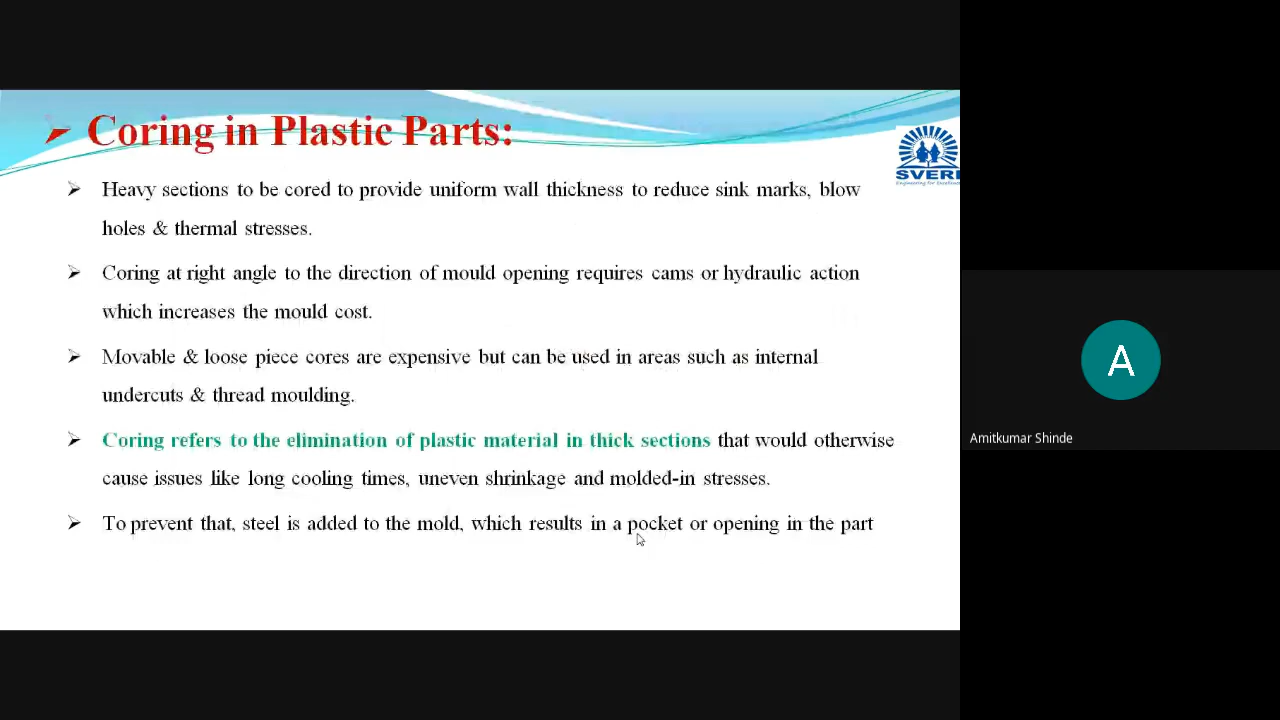 ➢ Coring in Plastic Parts:
SVERI
Engineering for Excellence
➢ Heavy sections to be cored to provide uniform wall thickness to reduce sink marks, blow
holes & thermal stresses.
➢ Coring at right angle to the direction of mould opening requires cams or hydraulic action
which increases the mould cost.
➢ Movable & loose piece cores are expensive but can be used in areas such as internal
undercuts & thread moulding.
➢ Coring refers to the elimination of plastic material in thick sections that would otherwise
cause issues like long cooling times, uneven shrinkage and molded-in stresses.
➢ To prevent that, steel is added to the mold, which results in a pocket or opening in the part
A
Amitkumar Shinde